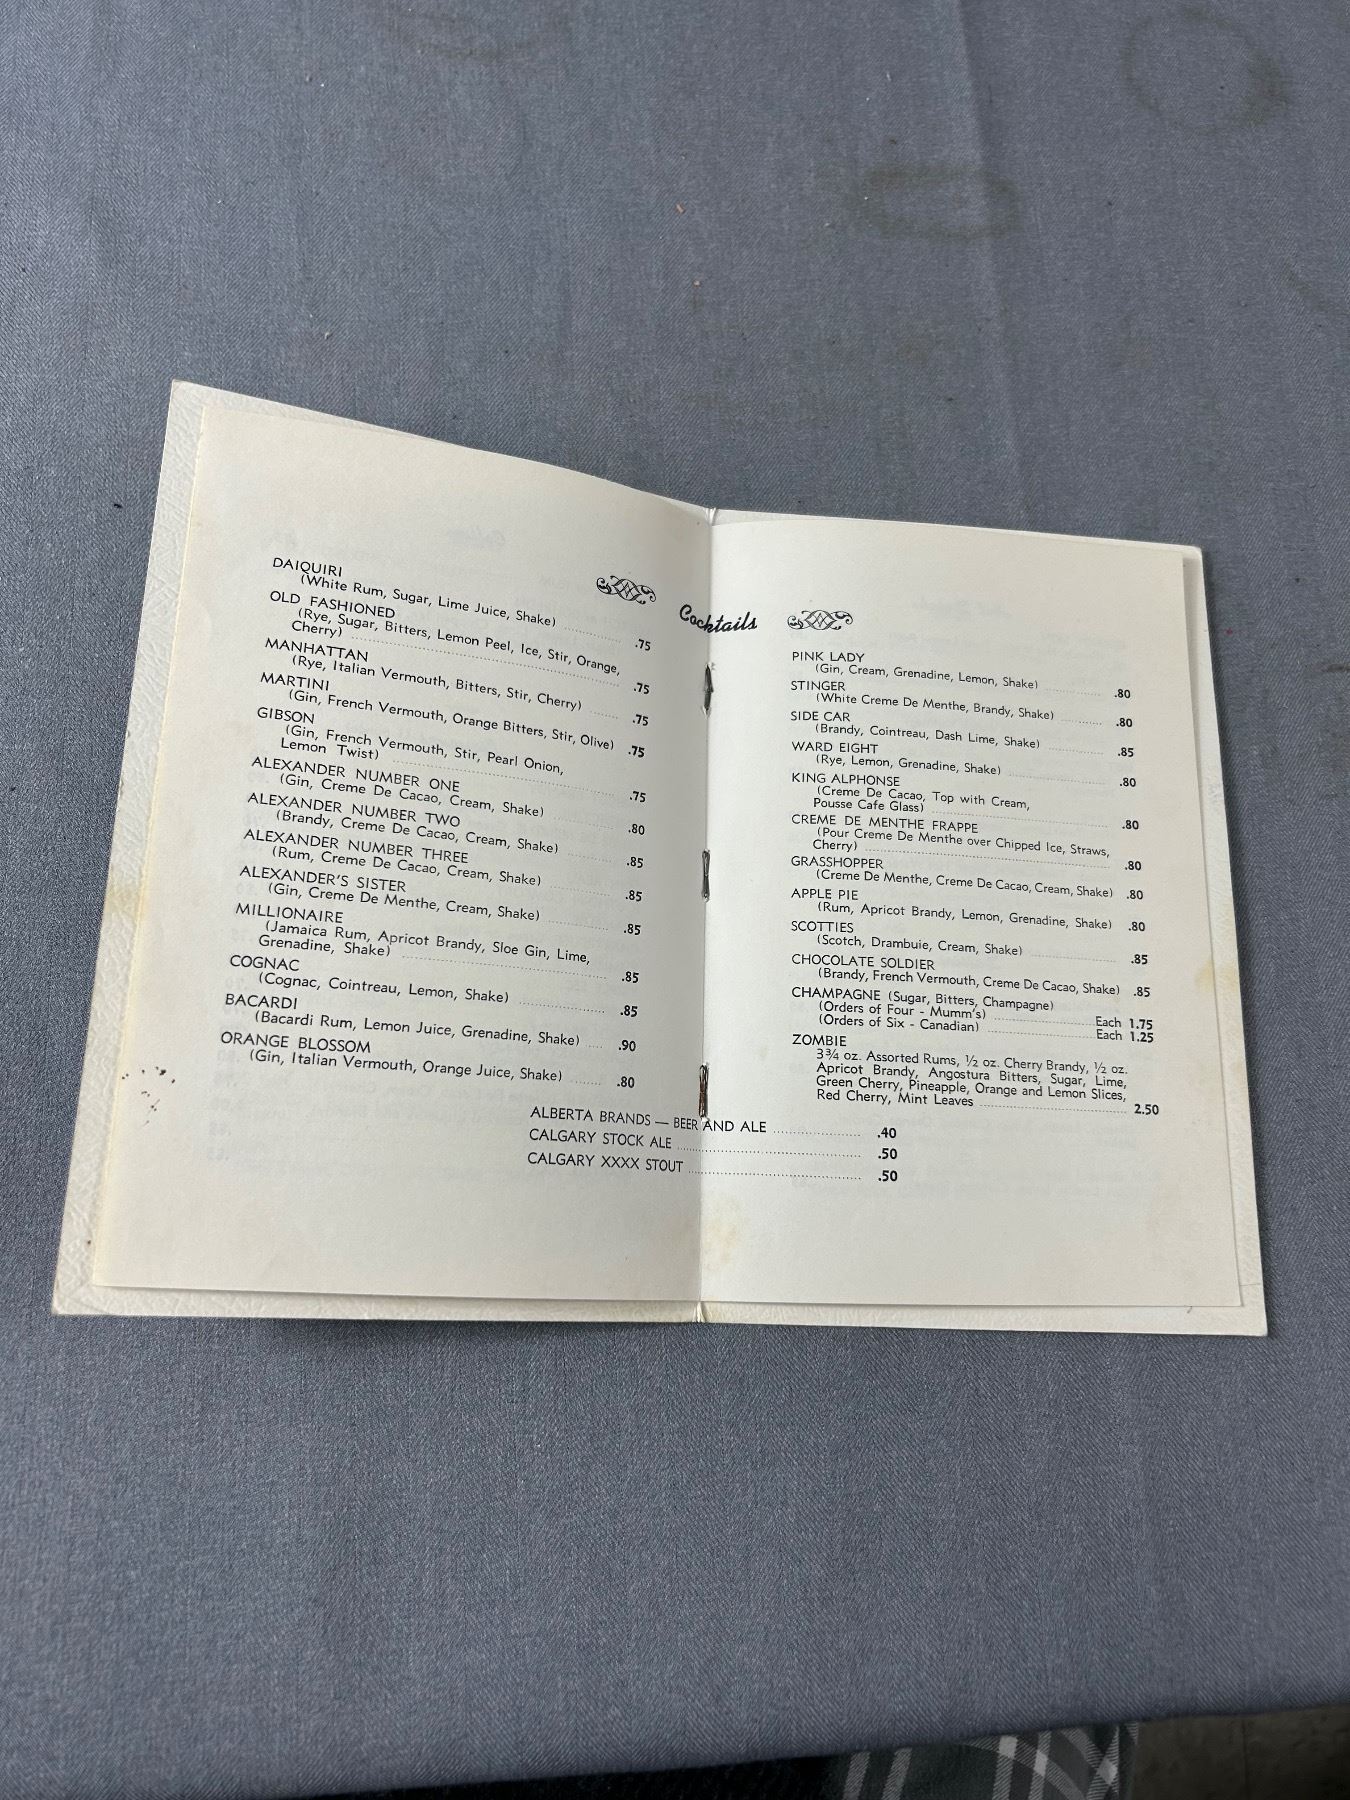 Cocktails
DAIQUIRI
(White Rum, Sugar, Lime Juice, Shake) .75
OLD FASHIONED
(Rye, Sugar, Bitters, Lemon Peel, Ice, Stir, Orange,
Cherry) .75
MANHATTAN
(Rye, Italian Vermouth, Bitters, Stir, Cherry) .75
MARTINI
(Gin, French Vermouth, Orange Bitters, Stir, Olive) .75
GIBSON
(Gin, French Vermouth, Stir, Pearl Onion,
Lemon Twist) .75
ALEXANDER NUMBER ONE
(Gin, Creme De Cacao, Cream, Shake) .80
ALEXANDER NUMBER TWO
(Brandy, Creme De Cacao, Cream, Shake) .85
ALEXANDER NUMBER THREE
(Rum, Creme De Cacao, Cream, Shake) .85
ALEXANDER'S SISTER
(Gin, Creme De Menthe, Cream, Shake) .85
MILLIONAIRE
(Jamaica Rum, Apricot Brandy, Sloe Gin, Lime,
Grenadine, Shake) .85
COGNAC
(Cognac, Cointreau, Lemon, Shake) .85
BACARDI
(Bacardi Rum, Lemon Juice, Grenadine, Shake) .90
ORANGE BLOSSOM
(Gin, Italian Vermouth, Orange Juice, Shake) .80
PINK LADY
(Gin, Cream, Grenadine, Lemon, Shake) .80
STINGER
(White Creme De Menthe, Brandy, Shake) .80
SIDE CAR
(Brandy, Cointreau, Dash Lime, Shake) .85
WARD EIGHT
(Rye, Lemon, Grenadine, Shake) .80
KING ALPHONSE
(Creme De Cacao, Top with Cream,
Pousse Cafe Glass) .80
CREME DE MENTHE FRAPPE
(Pour Creme De Menthe over Chipped Ice, Straws,
Cherry) .80
GRASSHOPPER
(Creme De Menthe, Creme De Cacao, Cream, Shake) .80
APPLE PIE
(Rum, Apricot Brandy, Lemon, Grenadine, Shake) .80
SCOTTIES
(Scotch, Drambuie, Cream, Shake) .85
CHOCOLATE SOLDIER
(Brandy, French Vermouth, Creme De Cacao, Shake) .85
CHAMPAGNE (Sugar, Bitters, Champagne)
(Orders of Four - Mumm's) Each 1.75
(Orders of Six - Canadian) Each 1.25
ZOMBIE
3¾ oz. Assorted Rums, ½ oz. Cherry Brandy, ½ oz.
Apricot Brandy, Angostura Bitters, Sugar, Lime,
Green Cherry, Pineapple, Orange and Lemon Slices,
Red Cherry, Mint Leaves 2.50
ALBERTA BRANDS — BEER AND ALE .40
CALGARY STOCK ALE .50
CALGARY XXXX STOUT .50